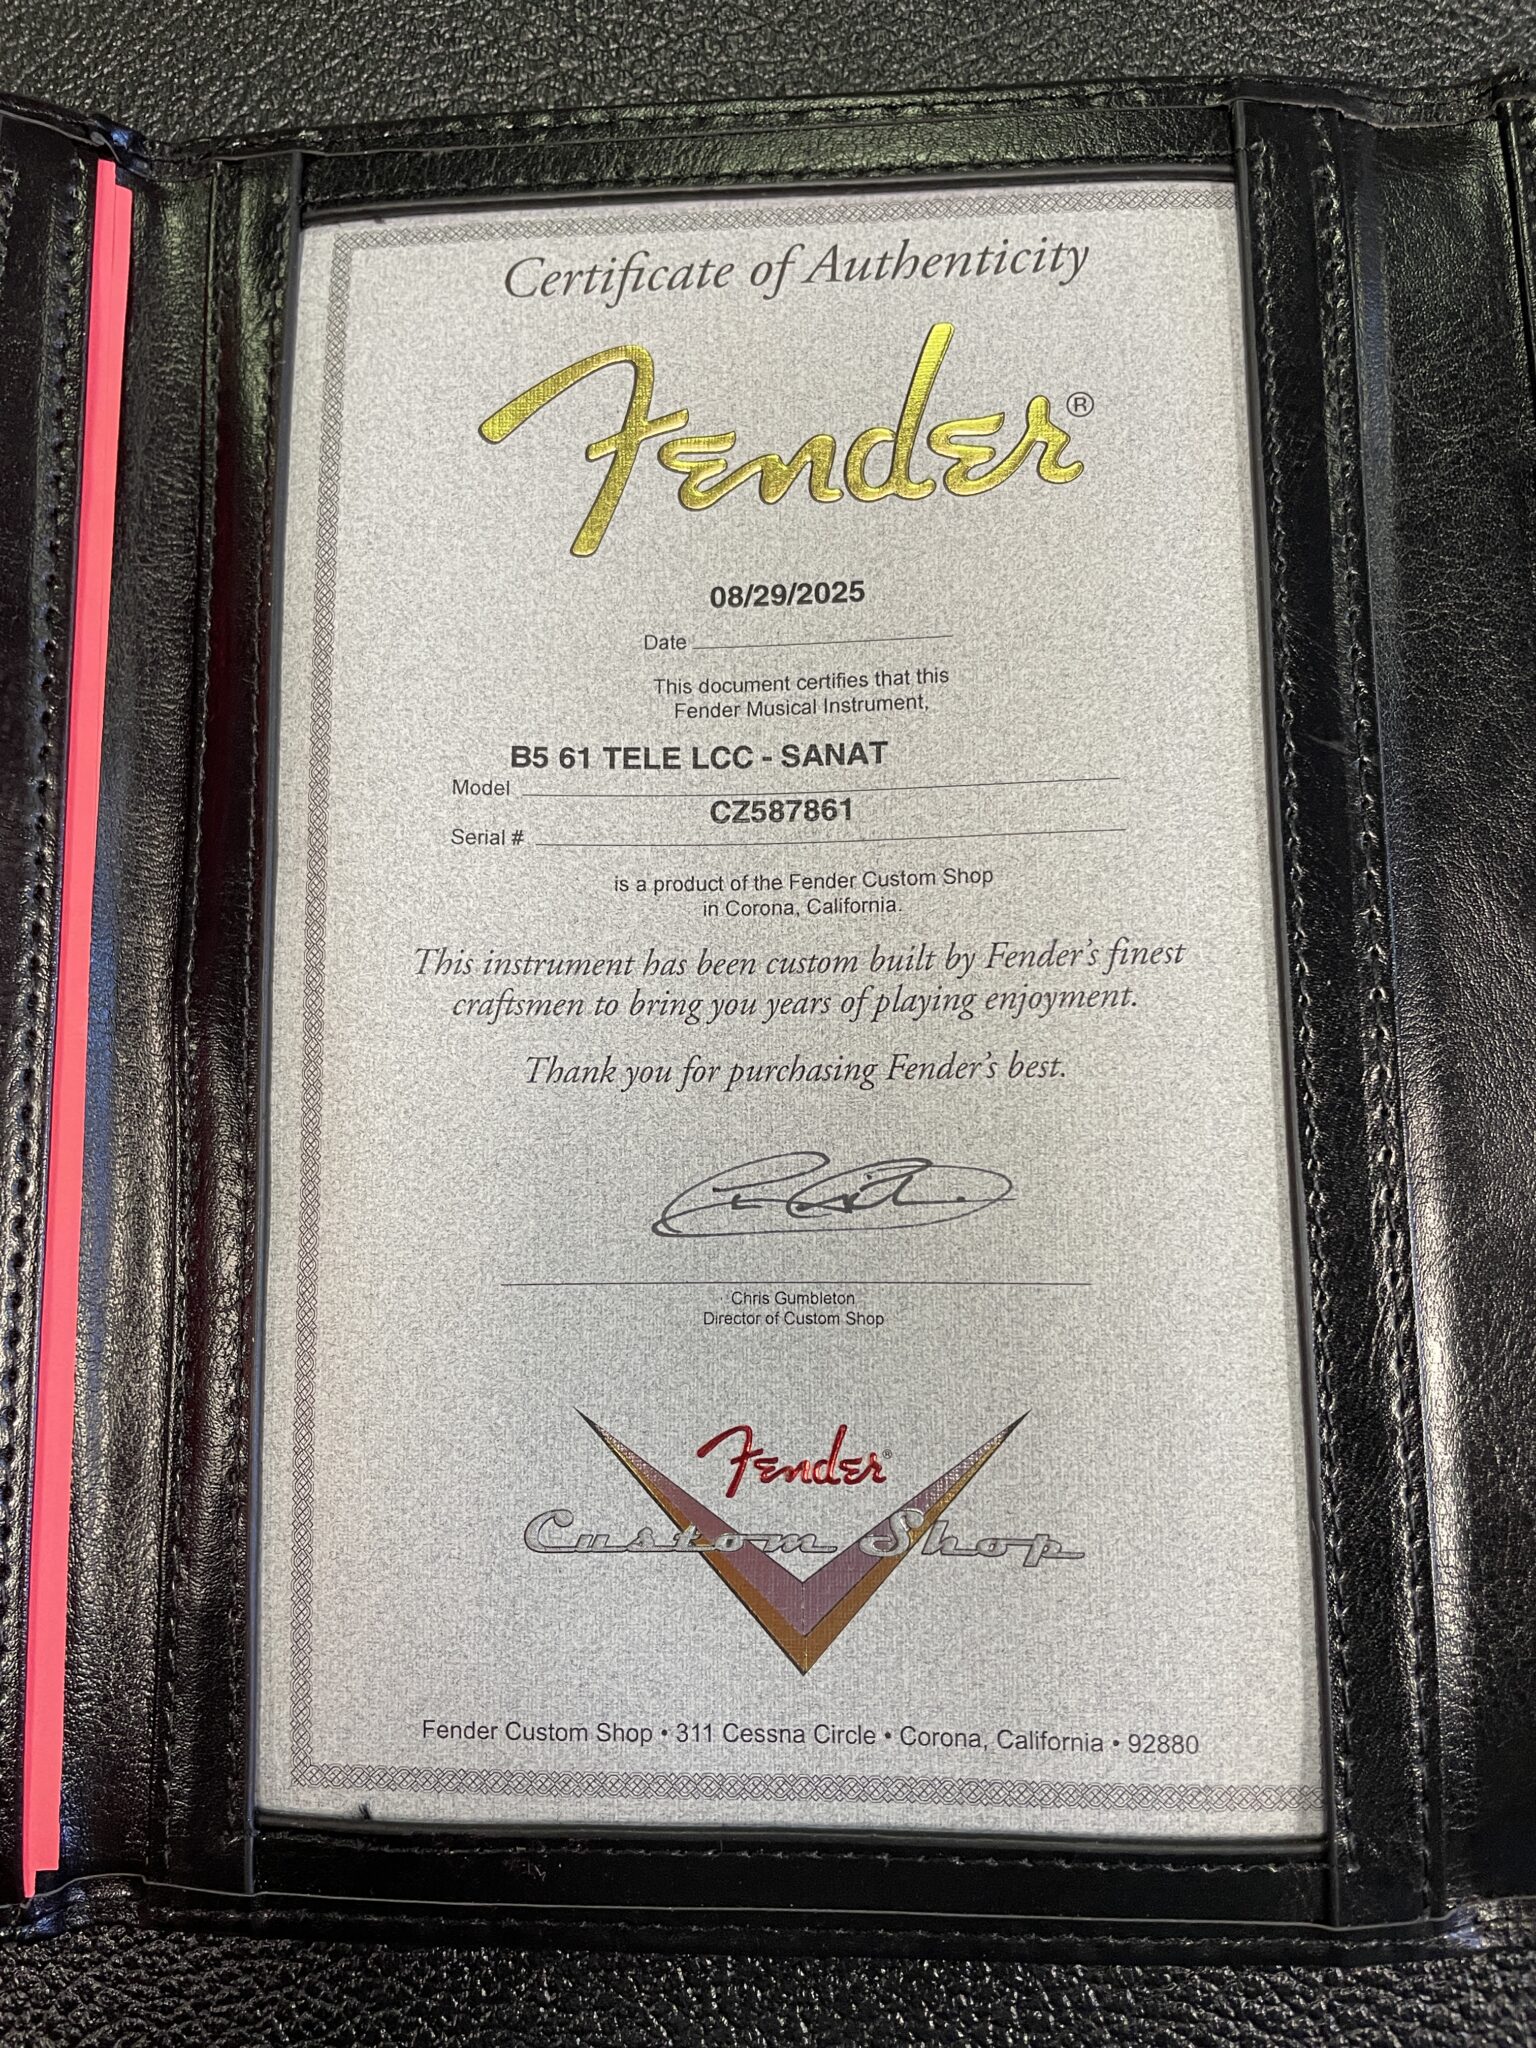 Certificate of Authenticity
Fender®
08/29/2025
Date
This document certifies that this
Fender Musical Instrument,
B5 61 TELE LCC - SANAT
Model
CZ587861
Serial #
is a product of the Fender Custom Shop
in Corona, California.
This instrument has been custom built by Fender's finest
craftsmen to bring you years of playing enjoyment.
Thank you for purchasing Fender's best.
Chris Gumbleton
Director of Custom Shop
Fender®
Custom Shop
Fender Custom Shop • 311 Cessna Circle • Corona, California • 92880